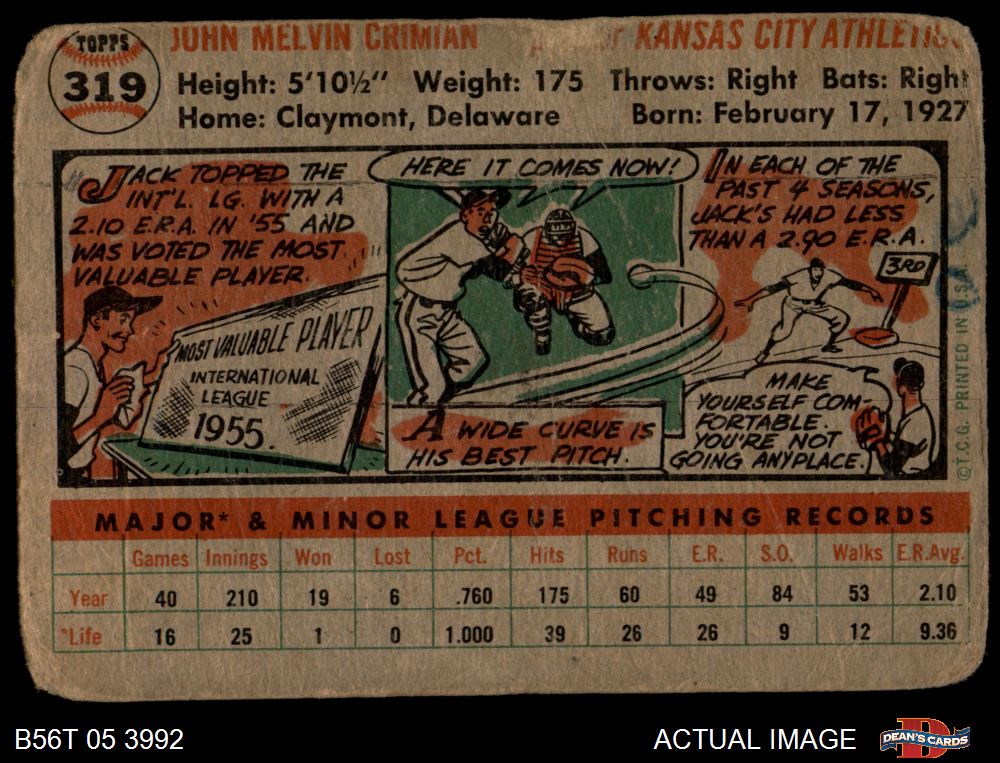 TOPPS
319
JOHN MELVIN CRIMIAN KANSAS CITY ATHLETICS
Height: 5'10½" Weight: 175 Throws: Right Bats: Right
Home: Claymont, Delaware Born: February 17, 1927
JACK TOPPED THE
INT'L. LG. WITH A
2.10 E.R.A. IN '55 AND
WAS VOTED THE MOST
VALUABLE PLAYER.
MOST VALUABLE PLAYER
INTERNATIONAL
LEAGUE
1955.
HERE IT COMES NOW!
A WIDE CURVE IS
HIS BEST PITCH.
IN EACH OF THE
PAST 4 SEASONS,
JACK'S HAD LESS
THAN A 2.90 E.R.A.
3RD
MAKE
YOURSELF COM-
FORTABLE.
YOU'RE NOT
GOING ANYPLACE.
©T.C.G. PRINTED IN U.S.A.
MAJOR* & MINOR LEAGUE PITCHING RECORDS
Games Innings Won Lost Pct. Hits Runs E.R. S.O. Walks E.R.Avg.
Year 40 210 19 6 .760 175 60 49 84 53 2.10
*Life 16 25 1 0 1.000 39 26 26 9 12 9.36
B56T 05 3992
ACTUAL IMAGE
DEAN'S CARDS